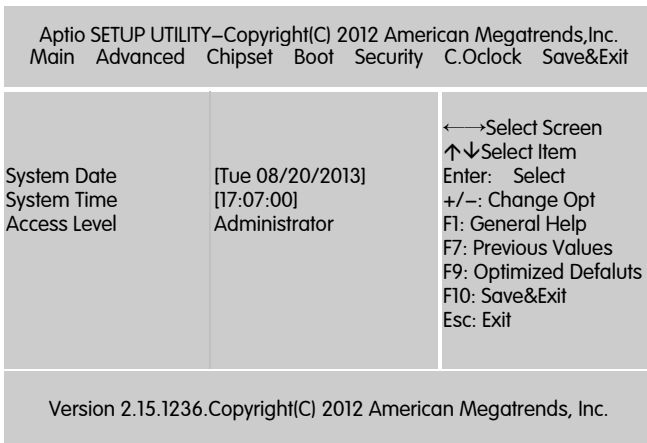 Aptio SETUP UTILITY–Copyright(C) 2012 American Megatrends,Inc.
Main Advanced Chipset Boot Security C.Oclock Save&Exit
System Date [Tue 08/20/2013]
System Time [17:07:00]
Access Level Administrator
←→Select Screen
↑↓Select Item
Enter: Select
+/–: Change Opt
F1: General Help
F7: Previous Values
F9: Optimized Defaluts
F10: Save&Exit
Esc: Exit
Version 2.15.1236.Copyright(C) 2012 American Megatrends, Inc.